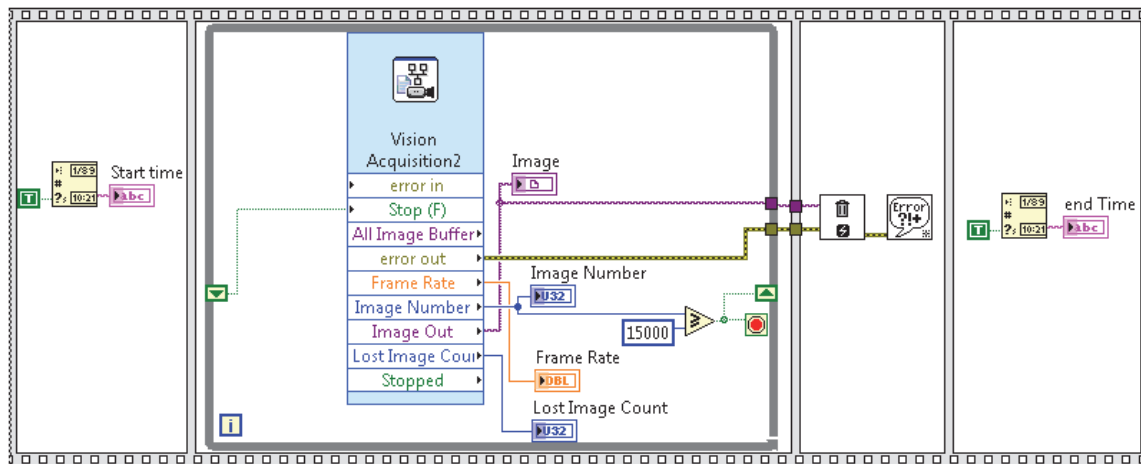 T
1/89
#
?
10:21
Start time
abc
Vision
Acquisition2
error in
Stop (F)
All Image Buffer
error out
Frame Rate
Image Number
Image Out
Lost Image Cou
Stopped
i
Image
Image Number
U32
15000
Frame Rate
DBL
Lost Image Count
U32
Error
?!+
T
1/89
#
?
10:21
end Time
abc